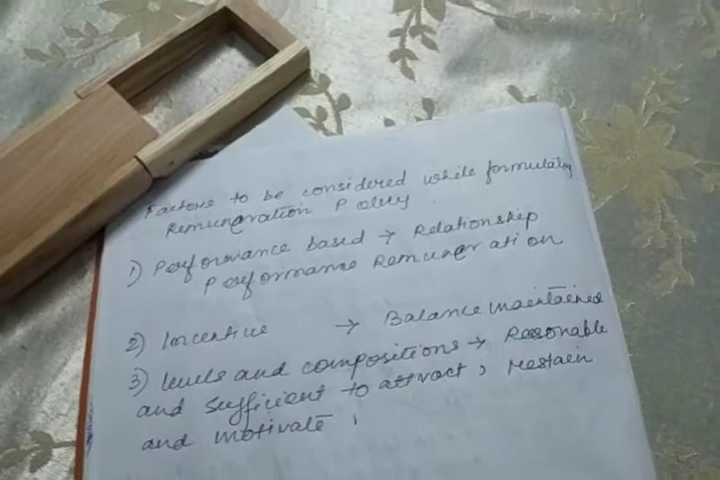 Factors to be considered while formulating
Remuneration Policy.
1) Performance based → Relationship
Performance Remuneration
2) Incentive → Balance maintained
3) levels and compositions → Reasonable
and sufficient to attract, restain
and motivate.